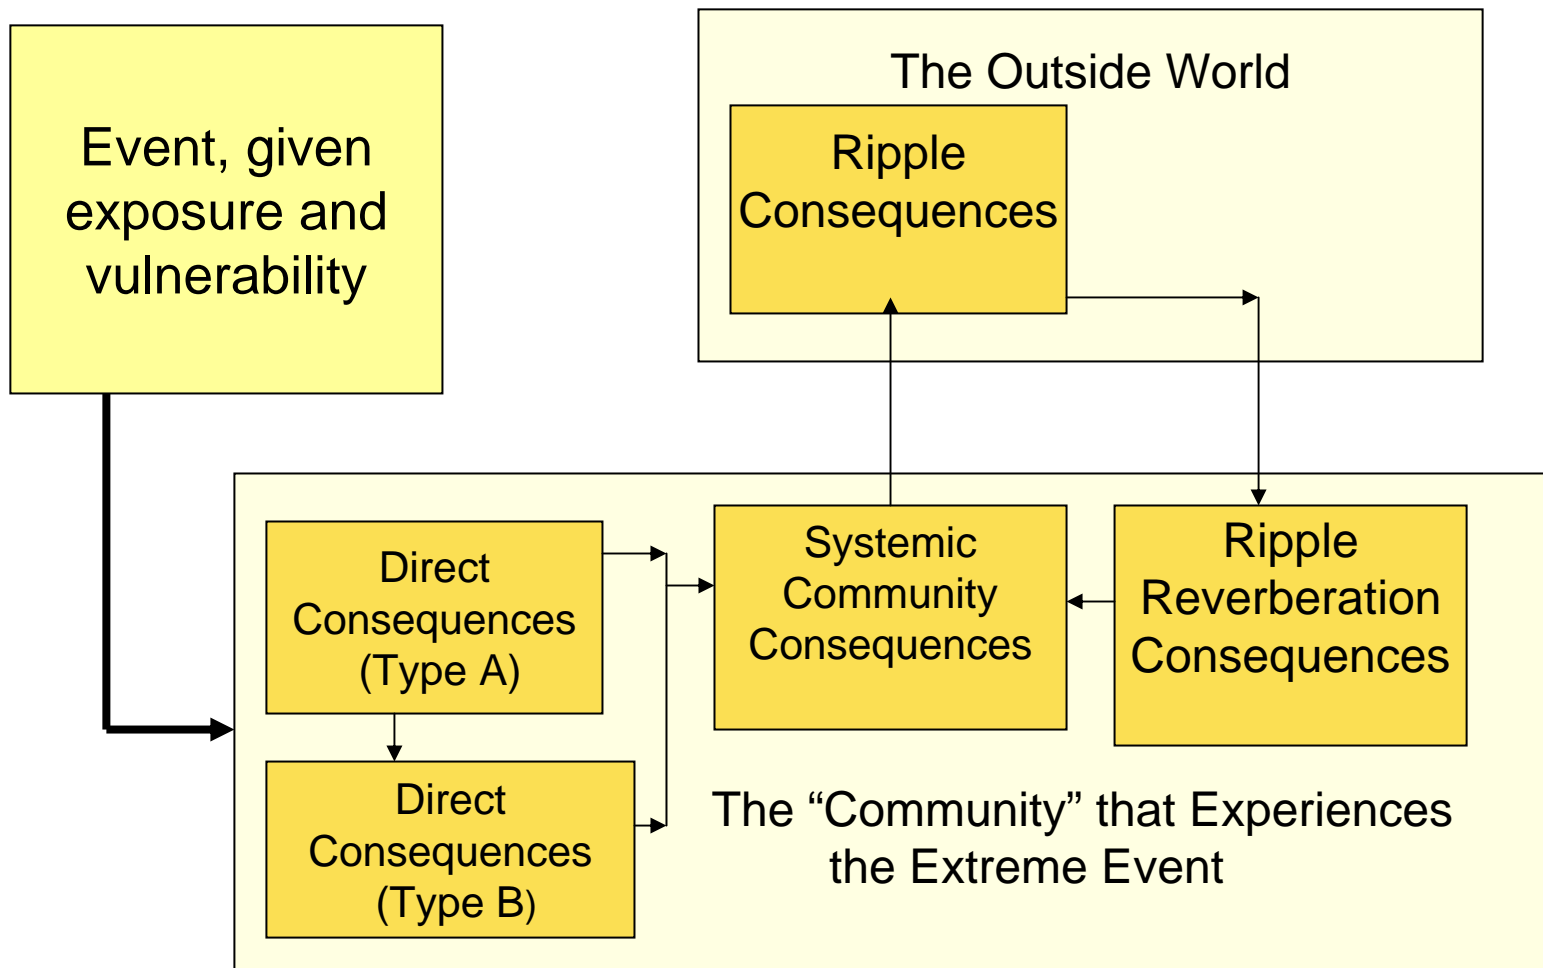 Event, given
exposure and
vulnerability
The Outside World
Ripple
Consequences
Direct
Consequences
(Type A)
Systemic
Community
Consequences
Ripple
Reverberation
Consequences
Direct
Consequences
(Type B)
The “Community” that Experiences
the Extreme Event